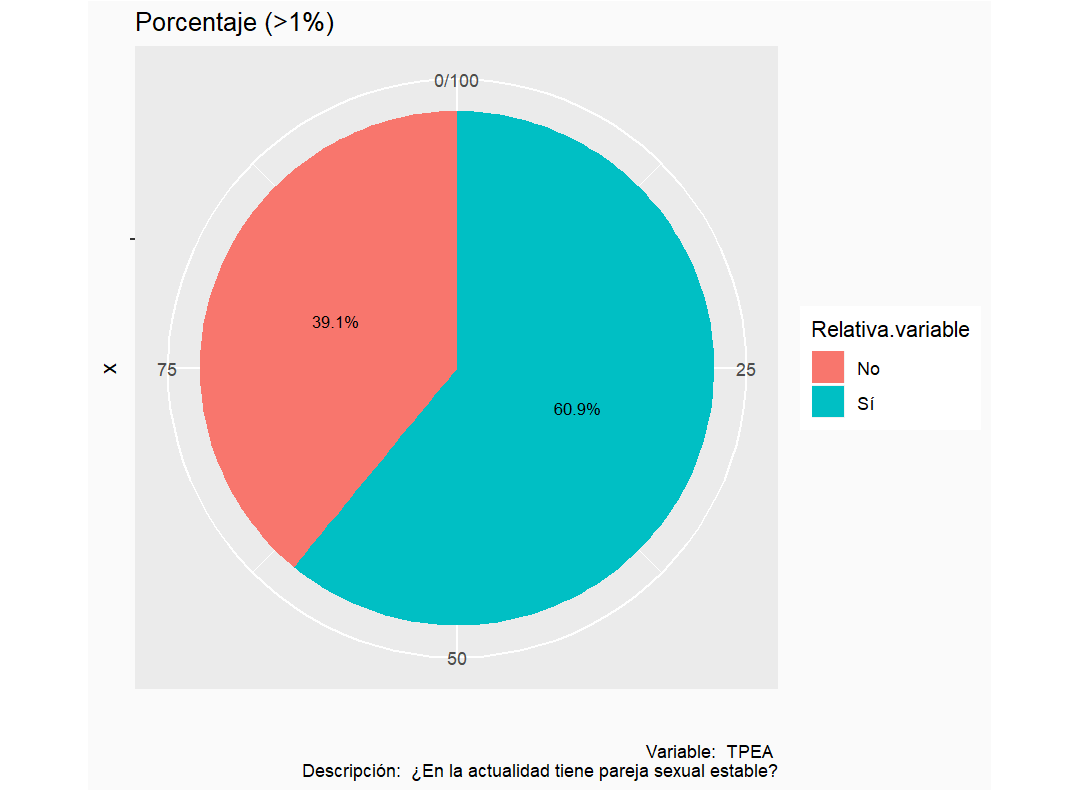 Porcentaje (>1%)
0/100
39.1%
75
x
25
60.9%
50
Relativa.variable
No
Sí
Variable:  TPEA
Descripción:  ¿En la actualidad tiene pareja sexual estable?